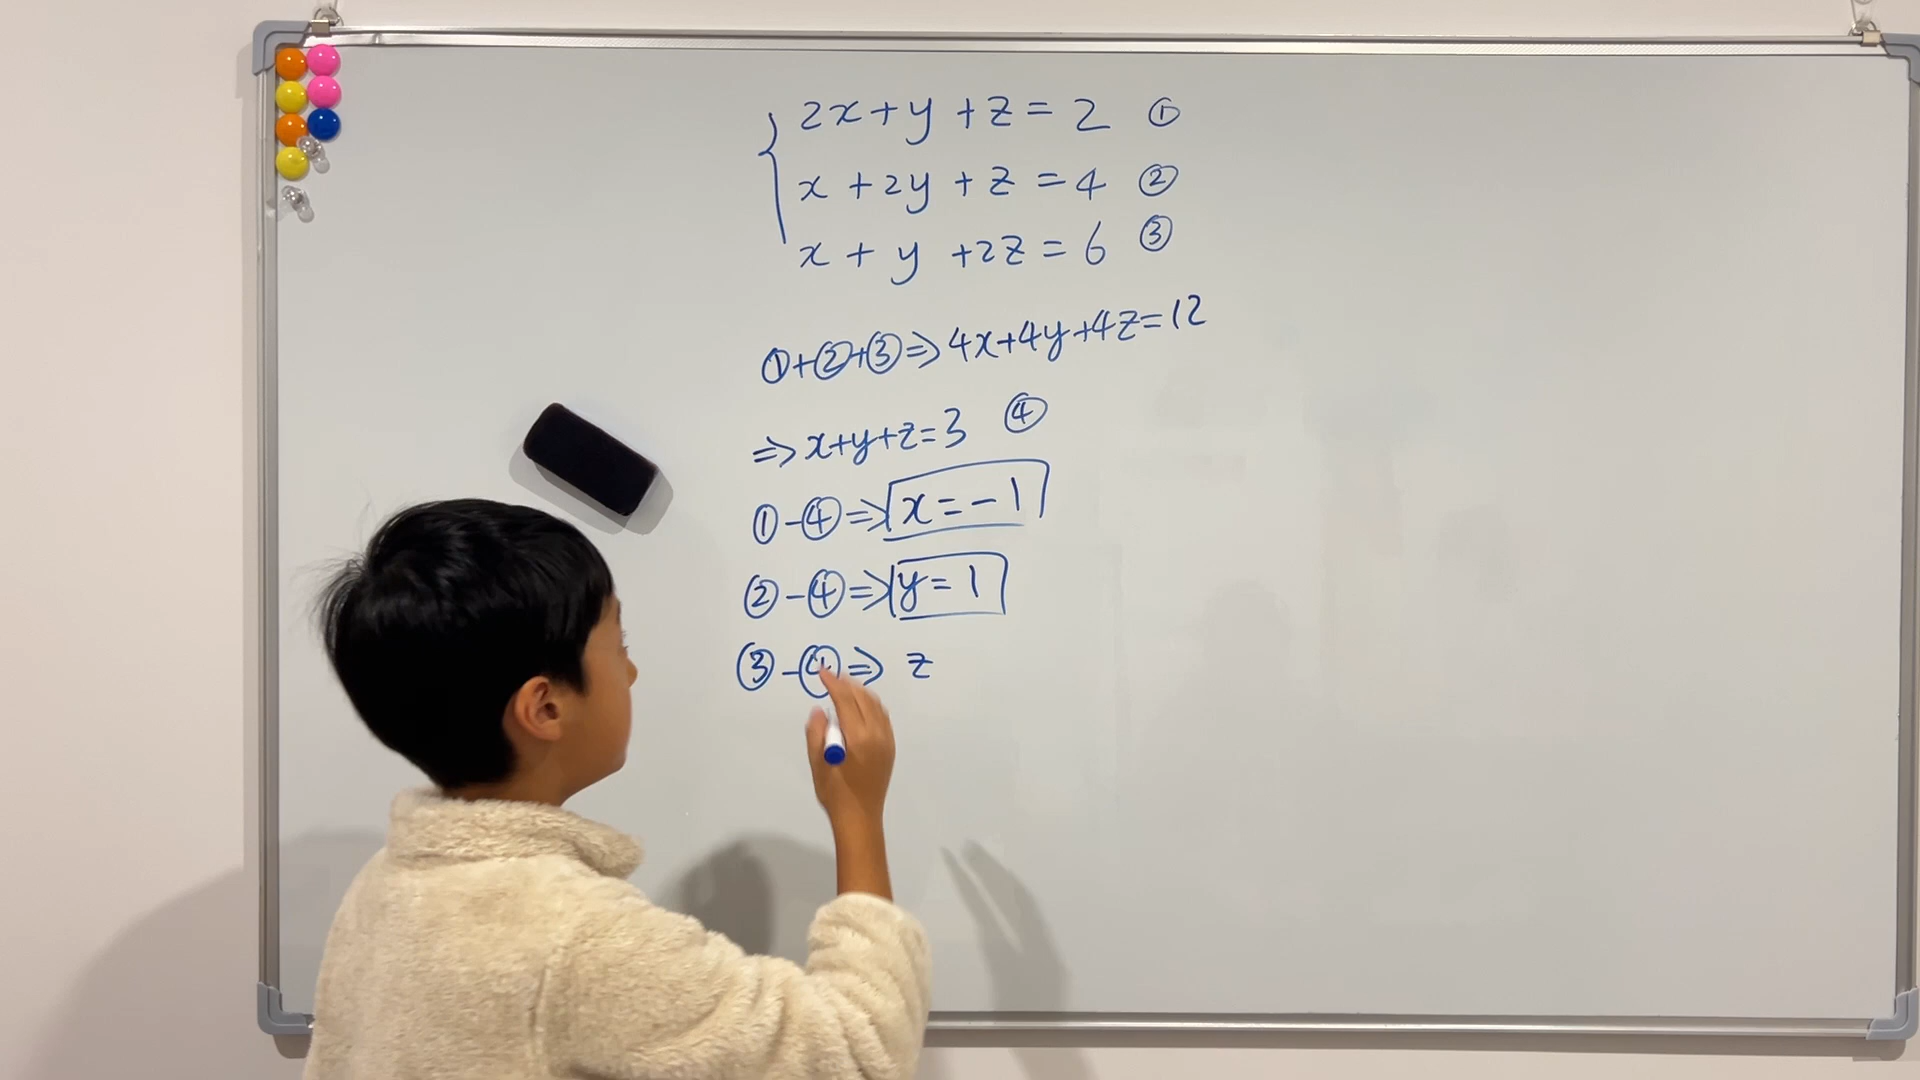 2x+y+z=2 ①
x+2y+z=4 ②
x+y+2z=6 ③
①+②+③⇒4x+4y+4z=12
⇒x+y+z=3 ④
①-④⇒x=-1
②-④⇒y=1
③-④⇒z